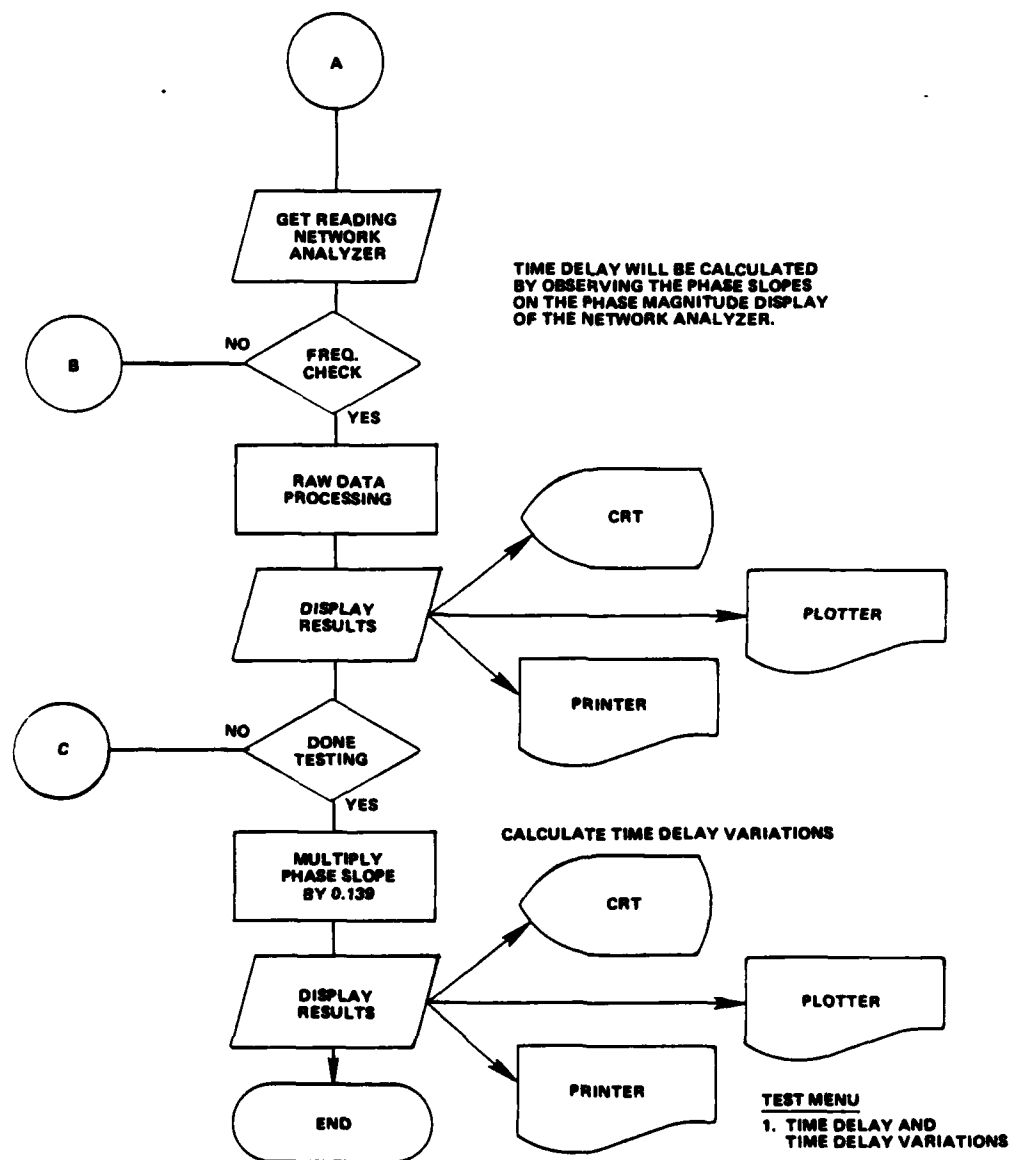 A
GET READING
NETWORK
ANALYZER
TIME DELAY WILL BE CALCULATED
BY OBSERVING THE PHASE SLOPES
ON THE PHASE MAGNITUDE DISPLAY
OF THE NETWORK ANALYZER.
B
NO
FREQ.
CHECK
YES
RAW DATA
PROCESSING
CRT
DISPLAY
RESULTS
PLOTTER
PRINTER
C
NO
DONE
TESTING
YES
CALCULATE TIME DELAY VARIATIONS
MULTIPLY
PHASE SLOPE
BY 0.139
CRT
DISPLAY
RESULTS
PLOTTER
PRINTER
END
TEST MENU
1. TIME DELAY AND
TIME DELAY VARIATIONS